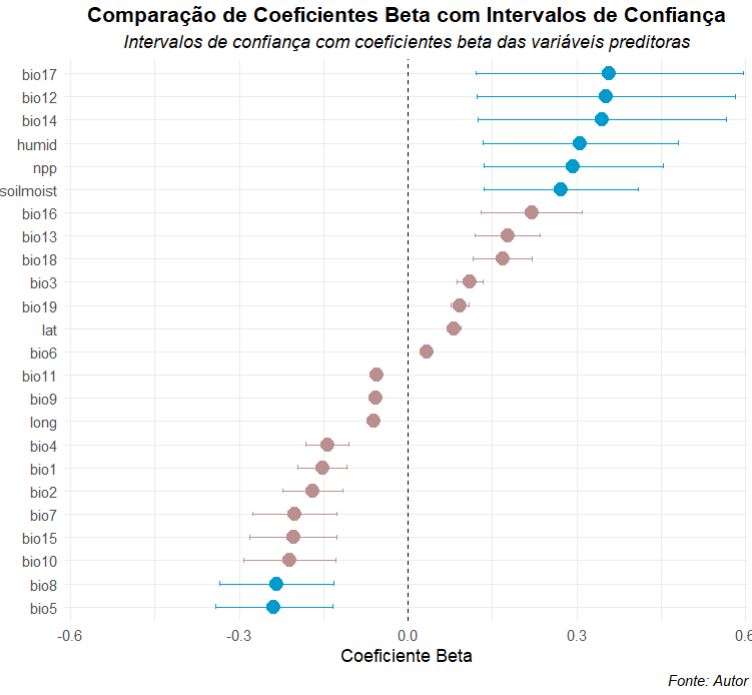 Comparação de Coeficientes Beta com Intervalos de Confiança
Intervalos de confiança com coeficientes beta das variáveis preditoras
bio17
bio12
bio14
humid
npp
soilmoist
bio16
bio13
bio18
bio3
bio19
lat
bio6
bio11
bio9
long
bio4
bio1
bio2
bio7
bio15
bio10
bio8
bio5
-0.6 -0.3 0.0 0.3 0.6
Coeficiente Beta
Fonte: Autor